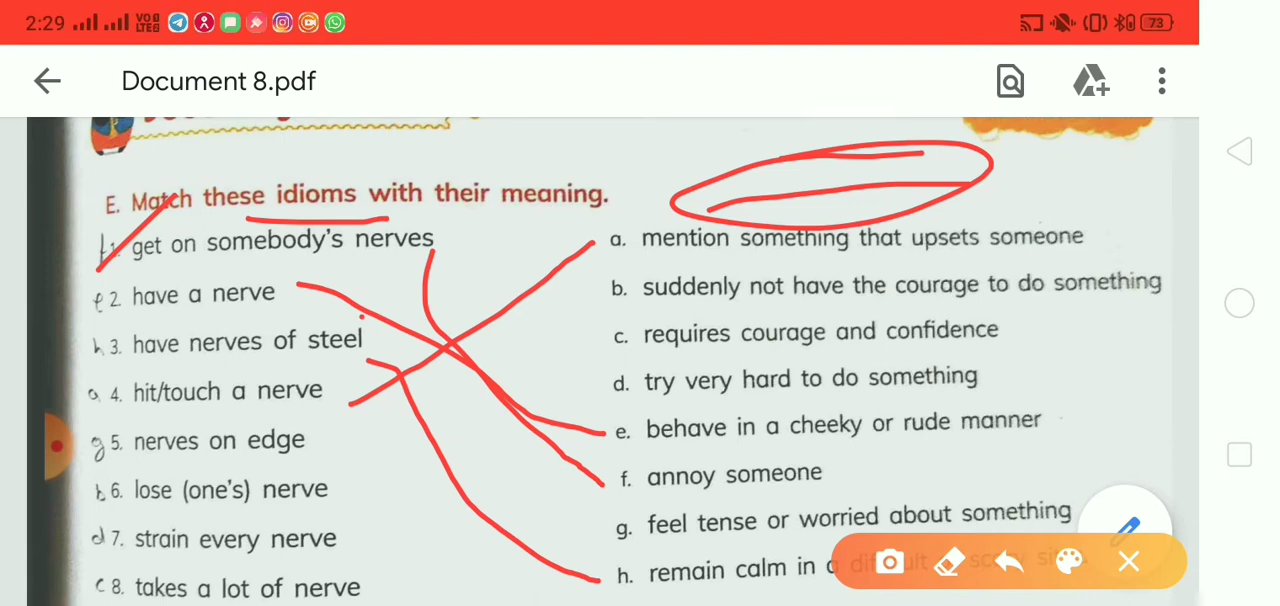 2:29 VO LTE 73
Document 8.pdf
E. Match these idioms with their meaning.
f 1. get on somebody's nerves
e 2. have a nerve
h 3. have nerves of steel
a 4. hit/touch a nerve
g 5. nerves on edge
b 6. lose (one's) nerve
d 7. strain every nerve
c 8. takes a lot of nerve
a. mention something that upsets someone
b. suddenly not have the courage to do something
c. requires courage and confidence
d. try very hard to do something
e. behave in a cheeky or rude manner
f. annoy someone
g. feel tense or worried about something
h. remain calm in a difficult